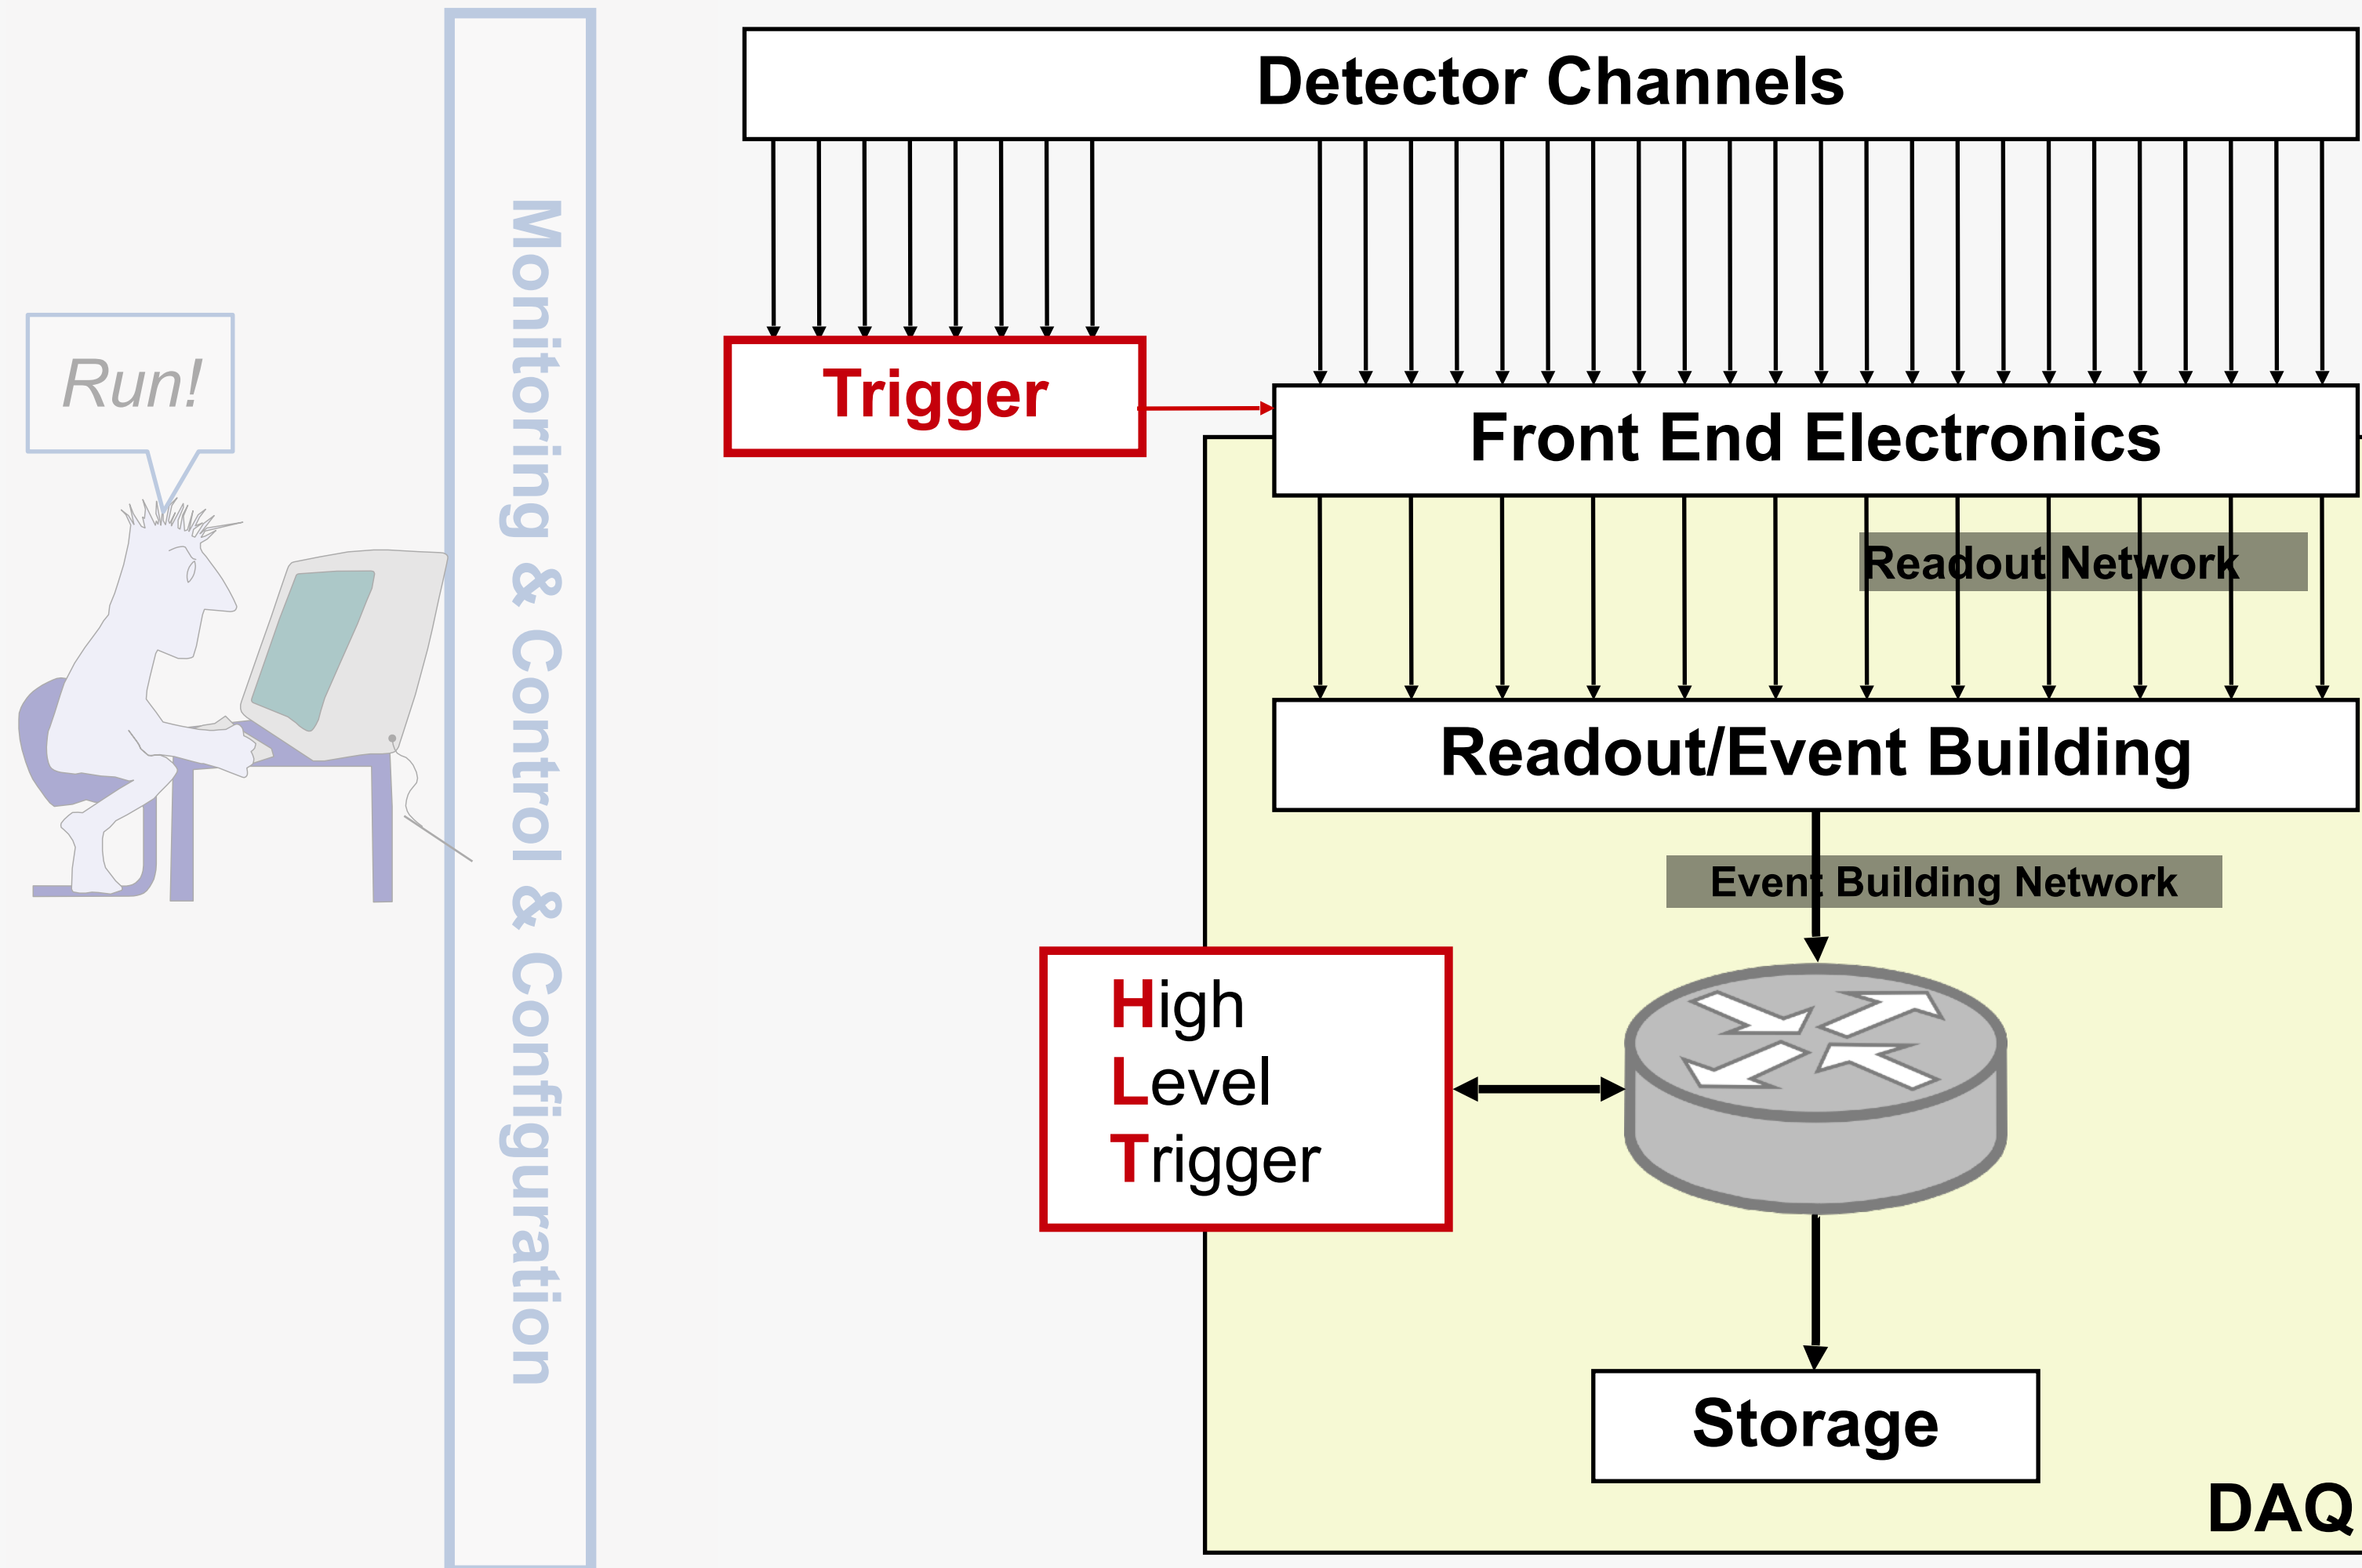 Detector Channels
Run!
Monitoring & Control & Configuration
Trigger
Front End Electronics
Readout Network
Readout/Event Building
Event Building Network
High
Level
Trigger
Storage
DAQ